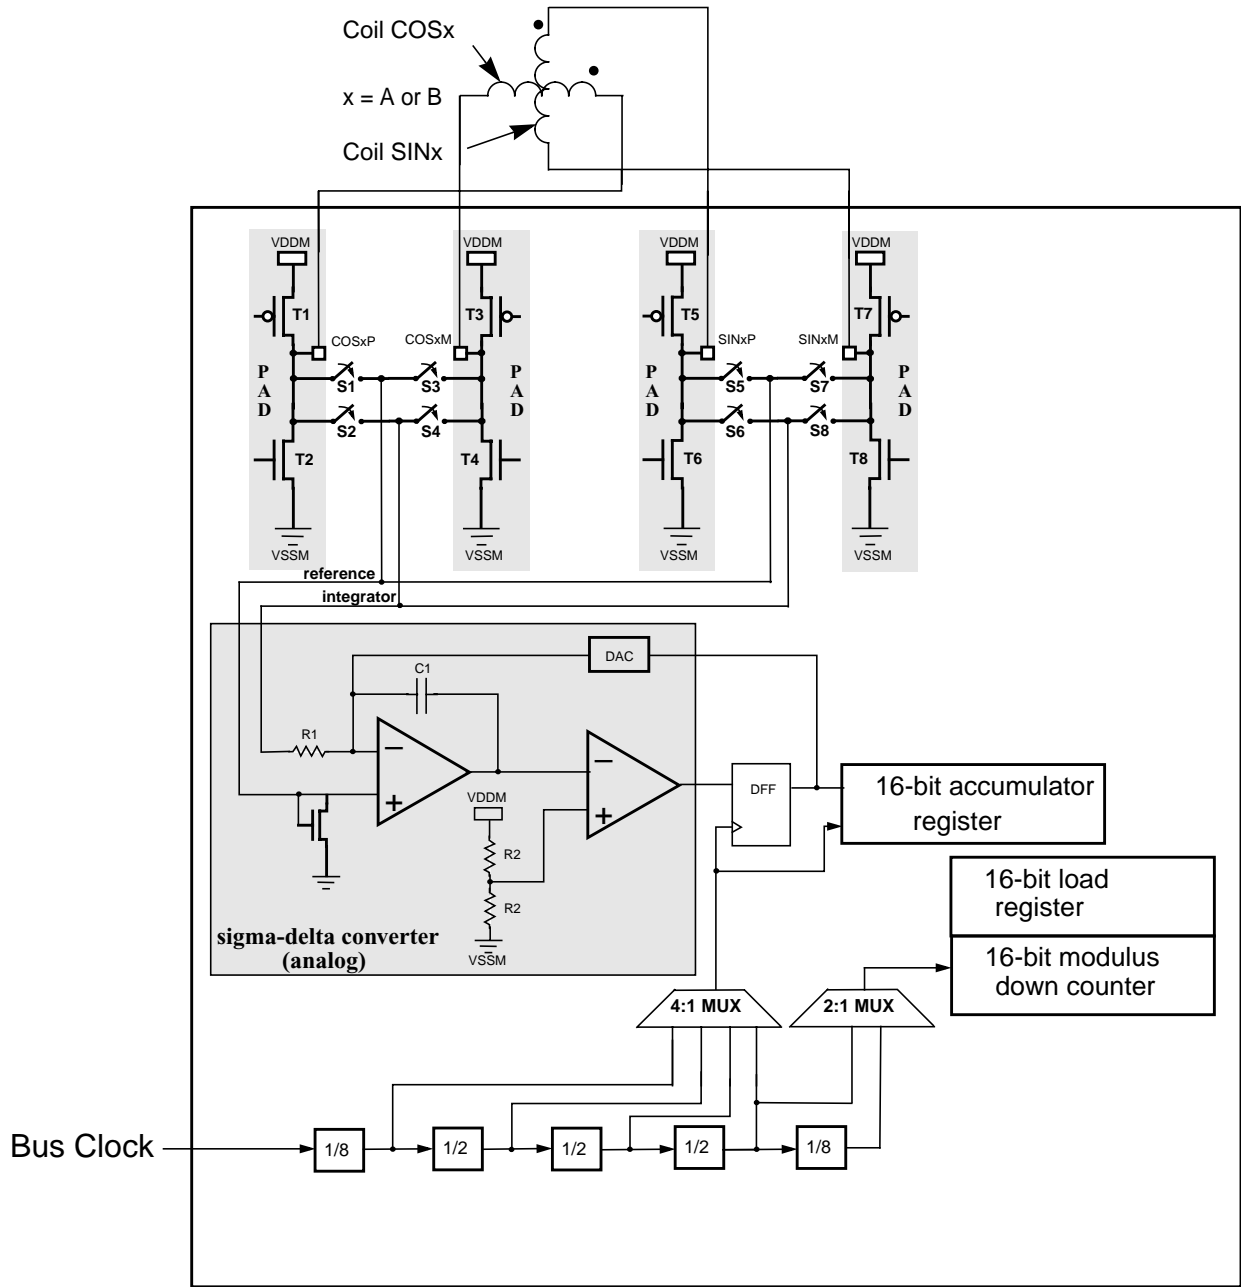 Coil COSx
x = A or B
Coil SINx
VDDM
VDDM
VDDM
VDDM
T1
T3
T5
T7
COSxP
COSxM
SINxP
SINxM
P
A
D
S1
S3
P
A
D
P
A
D
S5
S7
P
A
D
S2
S4
S6
S8
T2
T4
T6
T8
VSSM
VSSM
VSSM
VSSM
reference
integrator
DAC
C1
R1
VDDM
R2
R2
VSSM
DFF
16-bit accumulator
register
16-bit load
register
16-bit modulus
down counter
sigma-delta converter
(analog)
4:1 MUX
2:1 MUX
Bus Clock
1/8
1/2
1/2
1/2
1/8